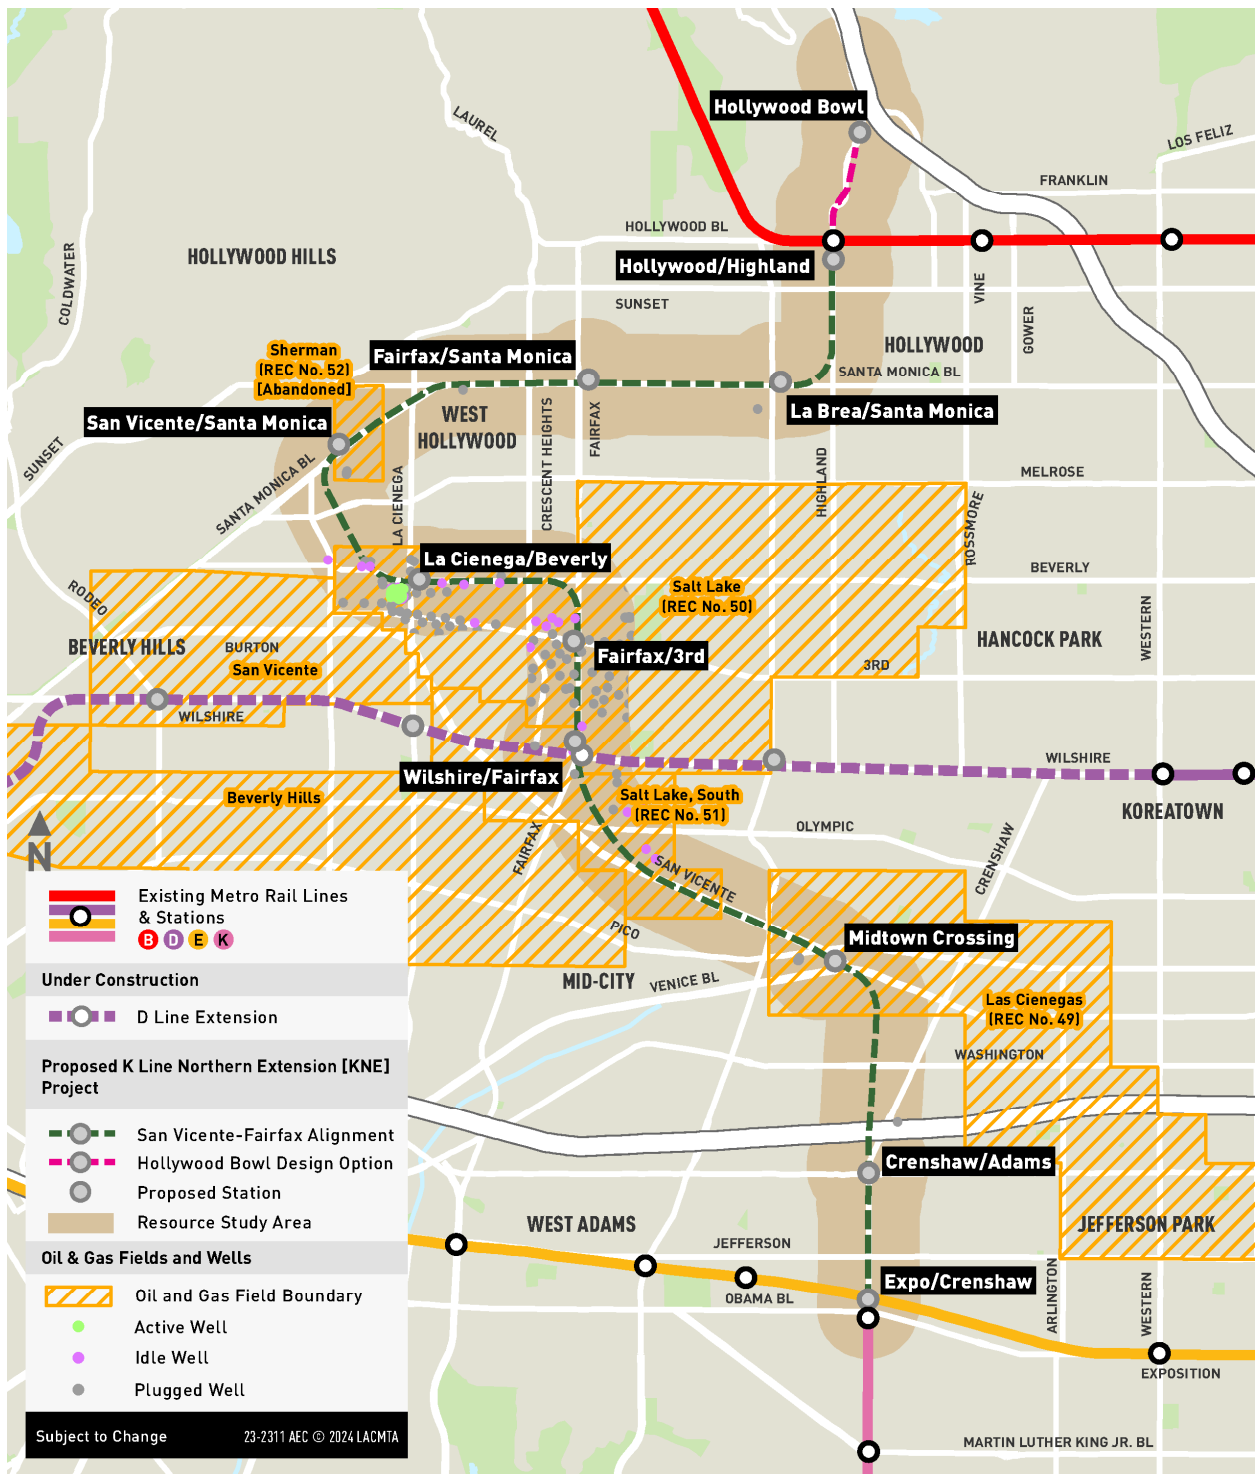 Hollywood Bowl
LAUREL
LOS FELIZ
FRANKLIN
HOLLYWOOD BL
HOLLYWOOD HILLS
COLDWATER
Hollywood/Highland
SUNSET
VINE
GOWER
HOLLYWOOD
Sherman
(REC No. 52)
[Abandoned]
Fairfax/Santa Monica
SANTA MONICA BL
San Vicente/Santa Monica
WEST
HOLLYWOOD
CRESCENT HEIGHTS
FAIRFAX
La Brea/Santa Monica
SUNSET
SANTA MONICA BL
LA CIENEGA
HIGHLAND
MELROSE
ROSSMORE
La Cienega/Beverly
BEVERLY
RODEO
Salt Lake
(REC No. 50)
WESTERN
BEVERLY HILLS
BURTON
San Vicente
Fairfax/3rd
HANCOCK PARK
3RD
WILSHIRE
WILSHIRE
Wilshire/Fairfax
Beverly Hills
Salt Lake, South
(REC No. 51)
KOREATOWN
OLYMPIC
N
FAIRFAX
CRENSHAW
SAN VICENTE
PICO
Midtown Crossing
MID-CITY
VENICE BL
Las Cienegas
(REC No. 49)
WASHINGTON
Crenshaw/Adams
WEST ADAMS
JEFFERSON PARK
JEFFERSON
Expo/Crenshaw
OBAMA BL
ARLINGTON
WESTERN
EXPOSITION
MARTIN LUTHER KING JR. BL
Existing Metro Rail Lines
& Stations
B D E K
Under Construction
D Line Extension
Proposed K Line Northern Extension [KNE]
Project
San Vicente-Fairfax Alignment
Hollywood Bowl Design Option
Proposed Station
Resource Study Area
Oil & Gas Fields and Wells
Oil and Gas Field Boundary
Active Well
Idle Well
Plugged Well
Subject to Change
23-2311 AEC © 2024 LACMTA